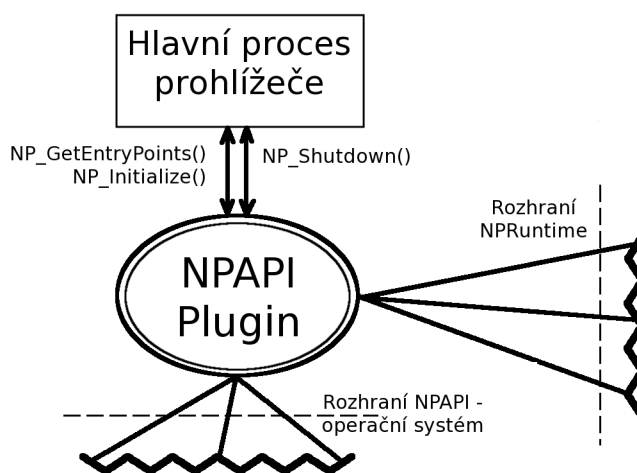 Hlavní proces
prohlížeče
NP_GetEntryPoints()
NP_Initialize()
NP_Shutdown()
Rozhraní
NPRuntime
NPAPI
Plugin
Rozhraní NPAPI -
operační systém